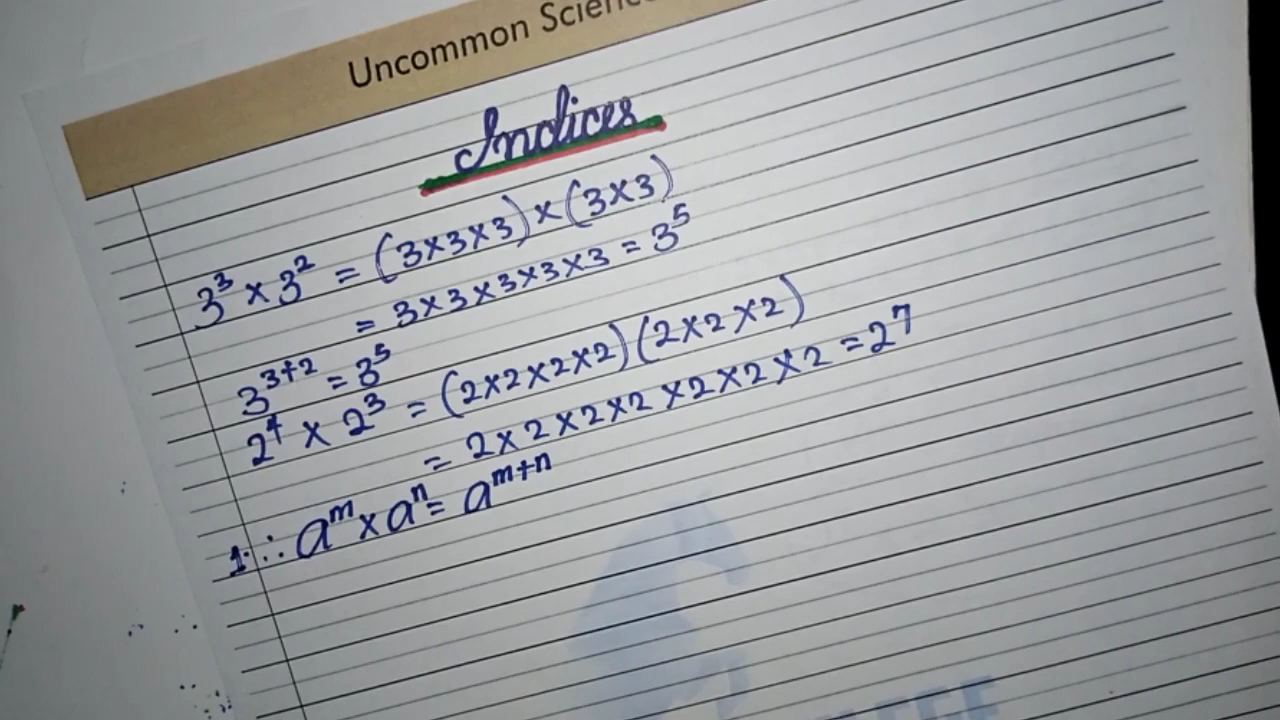 Uncommon Science
Indices
3³ × 3² = (3×3×3) × (3×3)
= 3×3×3×3×3 = 3⁵
3³⁺² = 3⁵
2⁴ × 2³ = (2×2×2×2)(2×2×2)
= 2×2×2×2×2×2×2 = 2⁷
1. ∴ aᵐ × aⁿ = aᵐ⁺ⁿ